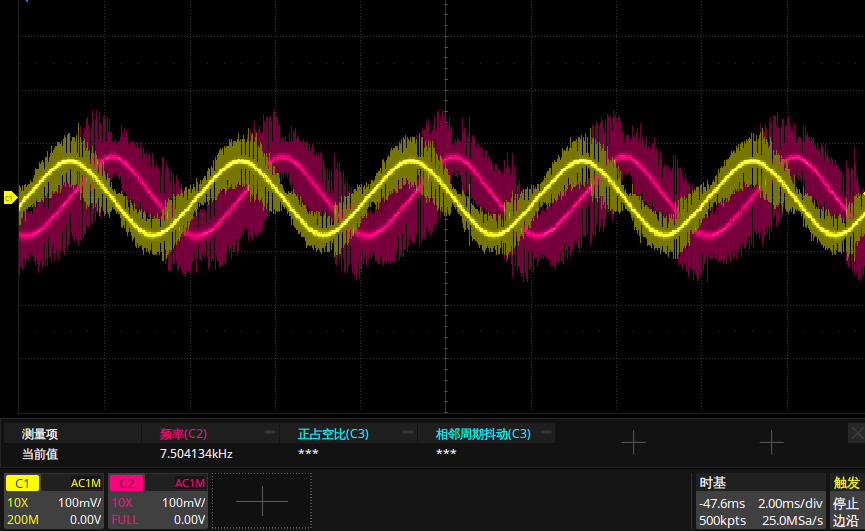 C1
测量项 频率(C2) 正占空比(C3) 相邻周期抖动(C3)
当前值 7.504134kHz *** ***
C1 AC1M C2 AC1M 时基 触发
10X 100mV/ 10X 100mV/ -47.6ms 2.00ms/div 停止
200M 0.00V FULL 0.00V 500kpts 25.0MSa/s 边沿